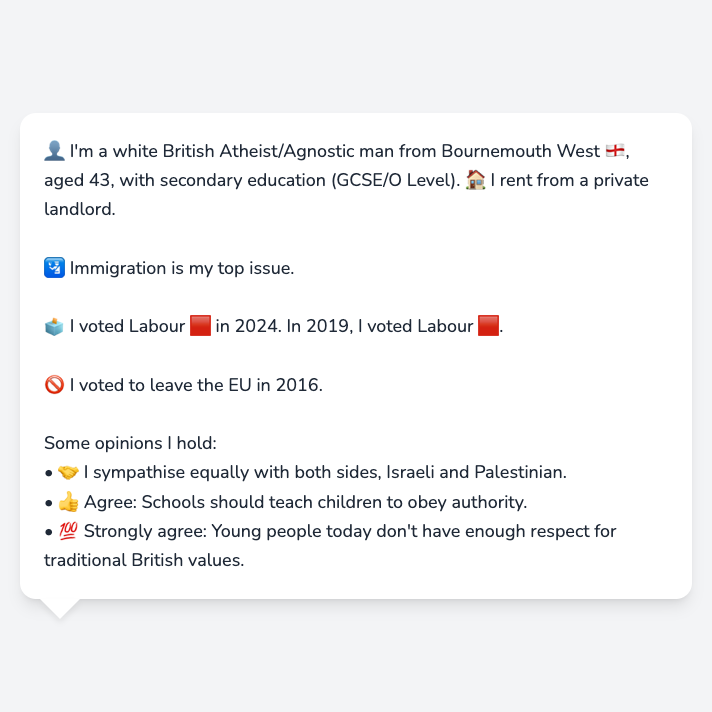 👤 I'm a white British Atheist/Agnostic man from Bournemouth West 🏴󠁧󠁢󠁥󠁮󠁧󠁿,
aged 43, with secondary education (GCSE/O Level). 🏠 I rent from a private
landlord.
🛂 Immigration is my top issue.
🗳️ I voted Labour 🟥 in 2024. In 2019, I voted Labour 🟥.
🚫 I voted to leave the EU in 2016.
Some opinions I hold:
• 🤝 I sympathise equally with both sides, Israeli and Palestinian.
• 👍 Agree: Schools should teach children to obey authority.
• 💯 Strongly agree: Young people today don't have enough respect for
traditional British values.